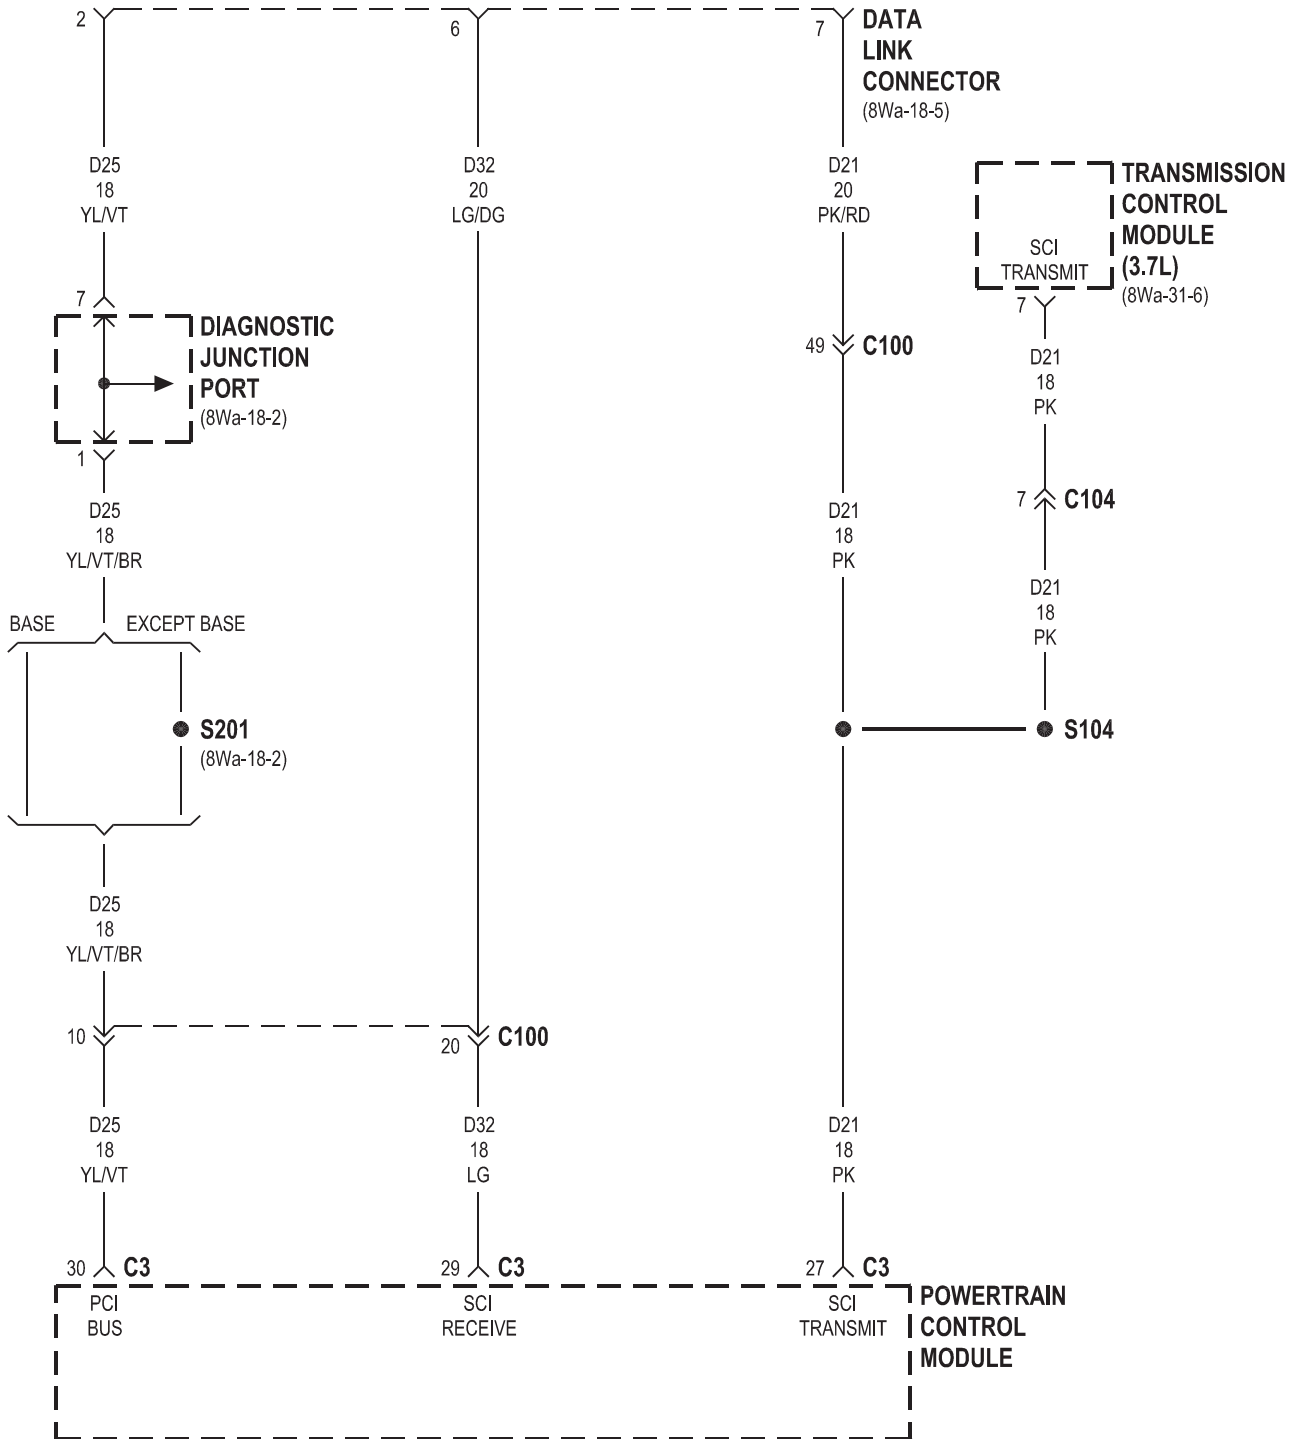 2
6
7
DATA
LINK
CONNECTOR
(8Wa-18-5)
D25
18
YL/VT
D32
20
LG/DG
D21
20
PK/RD
TRANSMISSION
CONTROL
MODULE
(3.7L)
(8Wa-31-6)
SCI
TRANSMIT
7
7
DIAGNOSTIC
JUNCTION
PORT
(8Wa-18-2)
49 C100
D21
18
PK
1
D25
18
YL/VT/BR
D21
18
PK
7 C104
D21
18
PK
BASE EXCEPT BASE
S201
(8Wa-18-2)
S104
D25
18
YL/VT/BR
10
20 C100
D25
18
YL/VT
D32
18
LG
D21
18
PK
30 C3
29 C3
27 C3
PCI
BUS
SCI
RECEIVE
SCI
TRANSMIT
POWERTRAIN
CONTROL
MODULE